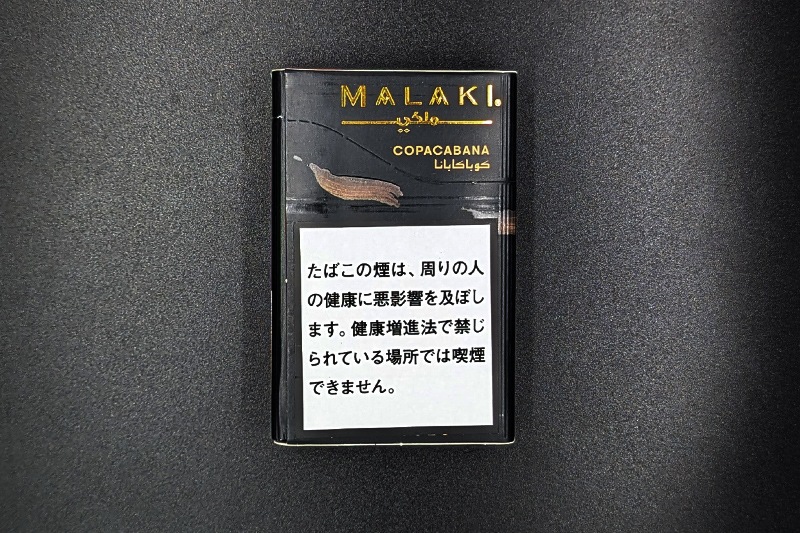 MALAKI.
ملكي
COPACABANA
كوباكابانا
たばこの煙は、周りの人
の健康に悪影響を及ぼし
ます。健康増進法で禁じ
られている場所では喫煙
できません。